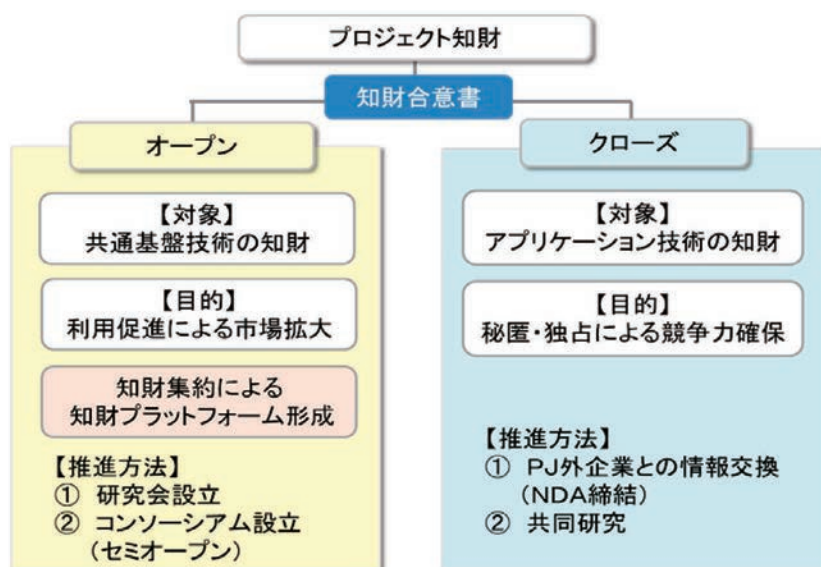 プロジェクト知財
知財合意書
オープン
【対象】
共通基盤技術の知財
【目的】
利用促進による市場拡大
知財集約による
知財プラットフォーム形成
【推進方法】
① 研究会設立
② コンソーシアム設立
（セミオープン）
クローズ
【対象】
アプリケーション技術の知財
【目的】
秘匿・独占による競争力確保
【推進方法】
① PJ外企業との情報交換
（NDA締結）
② 共同研究